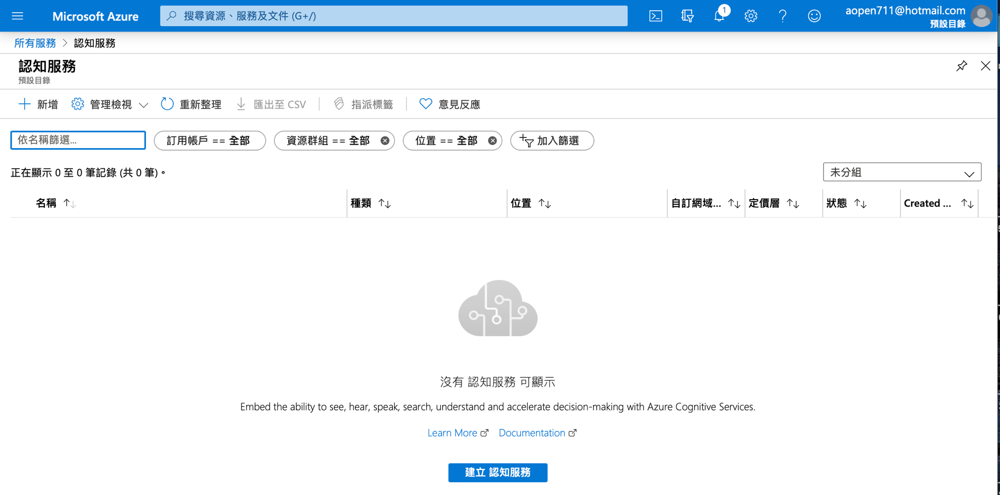 Microsoft Azure
搜尋資源、服務及文件 (G+/)
1
aopen711@hotmail.com
預設目錄
所有服務 > 認知服務
認知服務
預設目錄
新增 管理檢視 重新整理 匯出至 CSV 指派標籤 意見反應
依名稱篩選... 訂用帳戶 == 全部 資源群組 == 全部 位置 == 全部 加入篩選
正在顯示 0 至 0 筆記錄 (共 0 筆)。
未分組
名稱 ↑↓ 種類 ↑↓ 位置 ↑↓ 自訂網域... ↑↓ 定價層 ↑↓ 狀態 ↑↓ Created ... ↑↓
沒有 認知服務 可顯示
Embed the ability to see, hear, speak, search, understand and accelerate decision-making with Azure Cognitive Services.
Learn More Documentation
建立 認知服務